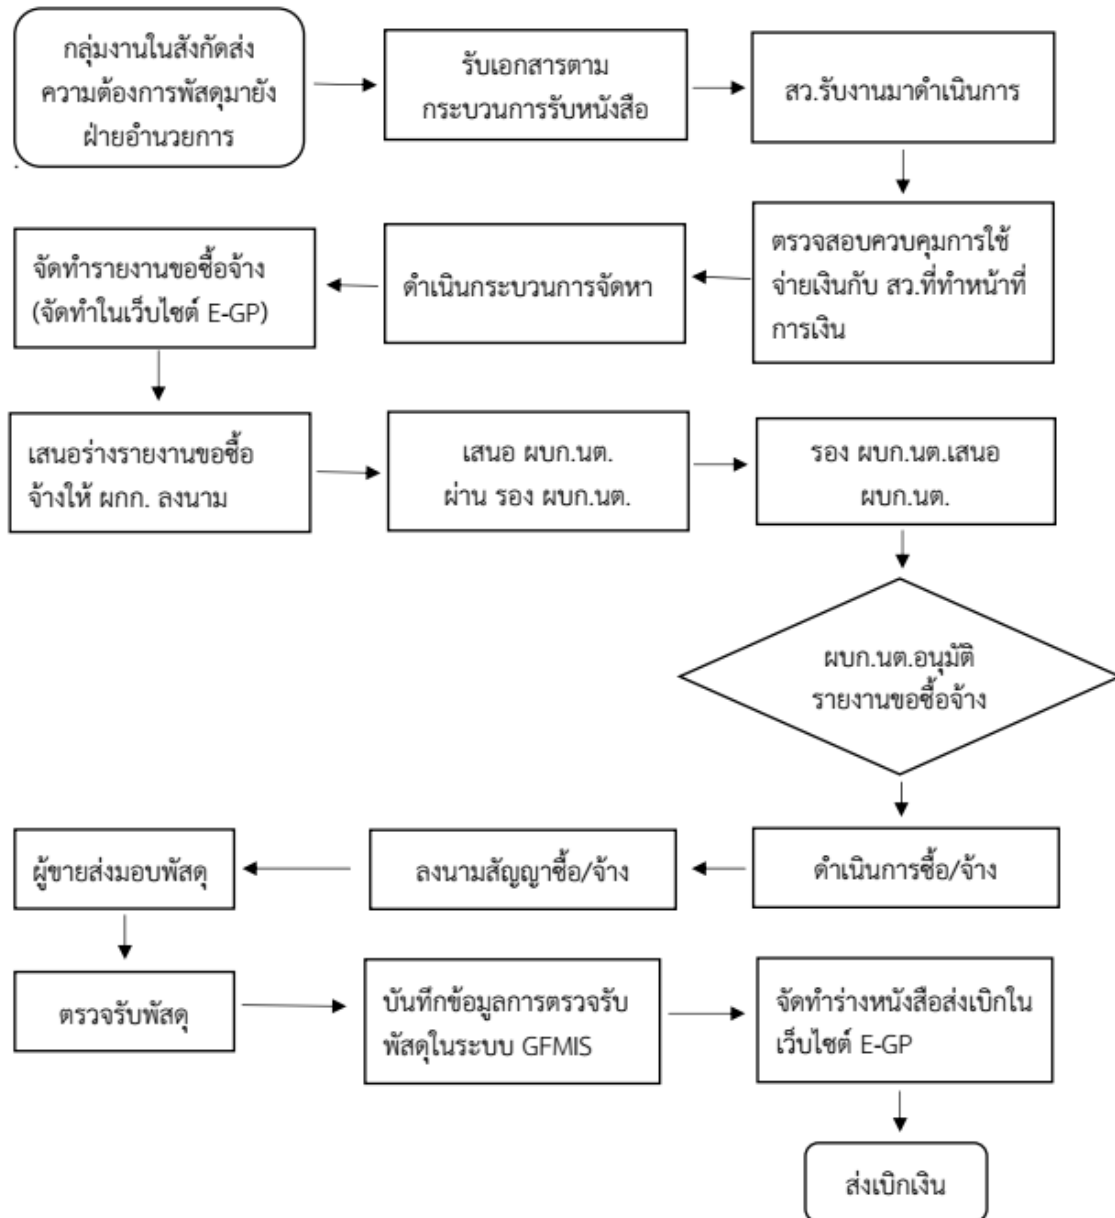 กลุ่มงานในสังกัดส่ง
ความต้องการพัสดุมายัง
ฝ่ายอำนวยการ
รับเอกสารตาม
กระบวนการรับหนังสือ
สว.รับงานมาดำเนินการ
ตรวจสอบควบคุมการใช้
จ่ายเงินกับ สว.ที่ทำหน้าที่
การเงิน
ดำเนินกระบวนการจัดหา
จัดทำรายงานขอซื้อจ้าง
(จัดทำในเว็บไซต์ E-GP)
เสนอร่างรายงานขอซื้อ
จ้างให้ ผกก. ลงนาม
เสนอ ผบก.นต.
ผ่าน รอง ผบก.นต.
รอง ผบก.นต.เสนอ
ผบก.นต.
ผบก.นต.อนุมัติ
รายงานขอซื้อจ้าง
ดำเนินการซื้อ/จ้าง
ลงนามสัญญาซื้อ/จ้าง
ผู้ขายส่งมอบพัสดุ
ตรวจรับพัสดุ
บันทึกข้อมูลการตรวจรับ
พัสดุในระบบ GFMIS
จัดทำร่างหนังสือส่งเบิกใน
เว็บไซต์ E-GP
ส่งเบิกเงิน